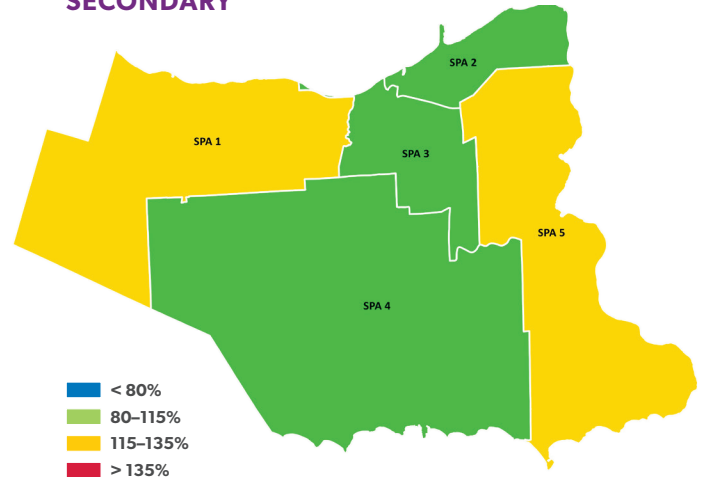 SECONDARY
SPA 2
SPA 1
SPA 3
SPA 5
SPA 4
< 80%
80–115%
115–135%
> 135%